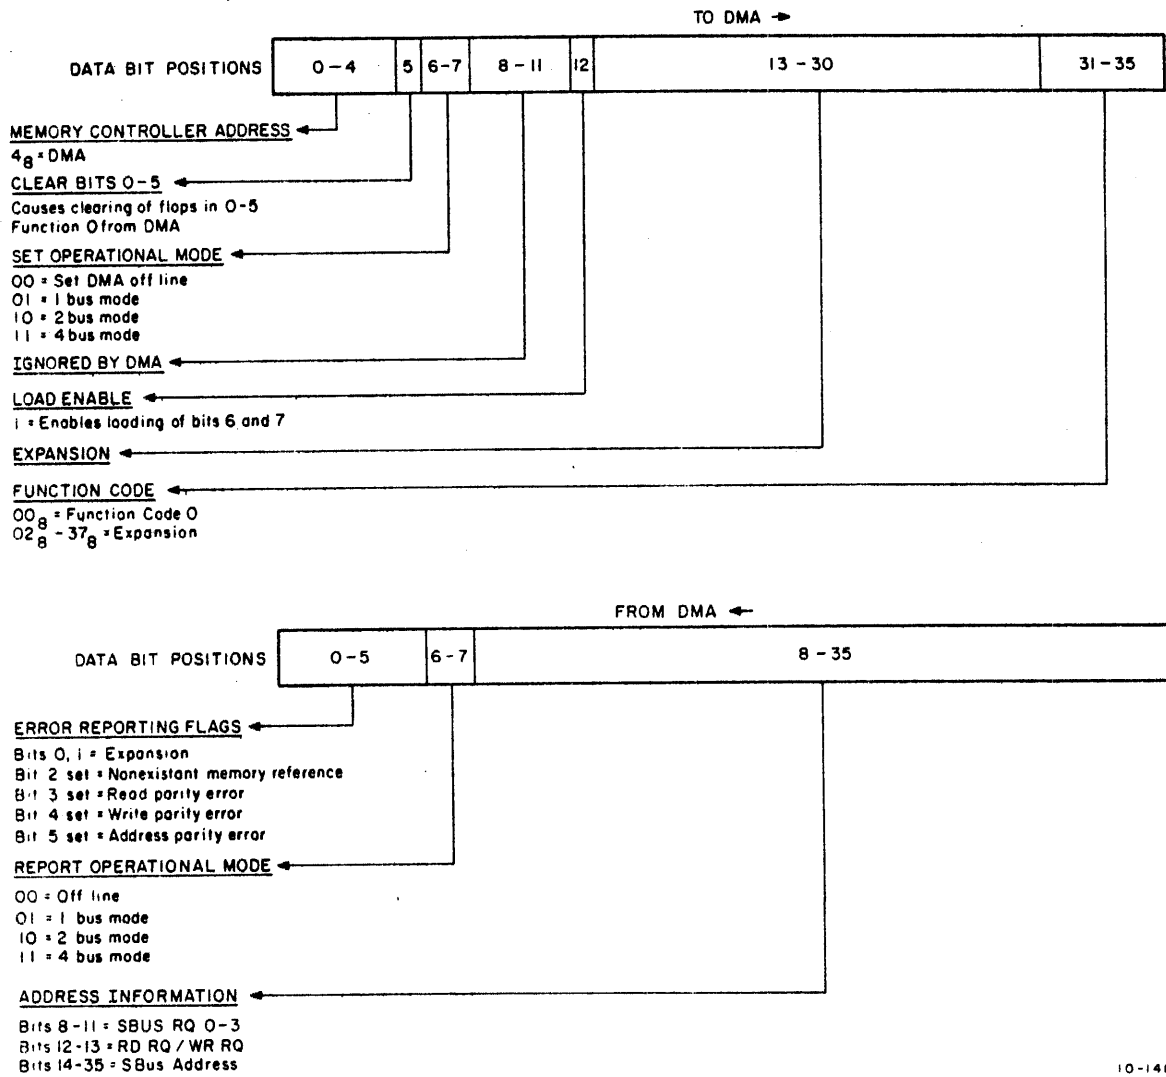 TO DMA →
DATA BIT POSITIONS 0-4 5 6-7 8-11 12 13-30 31-35
MEMORY CONTROLLER ADDRESS
4₈ = DMA
CLEAR BITS 0-5
Causes clearing of flops in 0-5
Function 0 from DMA
SET OPERATIONAL MODE
00 = Set DMA off line
01 = 1 bus mode
10 = 2 bus mode
11 = 4 bus mode
IGNORED BY DMA
LOAD ENABLE
1 = Enables loading of bits 6 and 7
EXPANSION
FUNCTION CODE
00₈ = Function Code 0
02₈ - 37₈ = Expansion
FROM DMA ←
DATA BIT POSITIONS 0-5 6-7 8-35
ERROR REPORTING FLAGS
Bits 0, 1 = Expansion
Bit 2 set = Nonexistant memory reference
Bit 3 set = Read parity error
Bit 4 set = Write parity error
Bit 5 set = Address parity error
REPORT OPERATIONAL MODE
00 = Off line
01 = 1 bus mode
10 = 2 bus mode
11 = 4 bus mode
ADDRESS INFORMATION
Bits 8-11 = SBUS RQ 0-3
Bits 12-13 = RD RQ / WR RQ
Bits 14-35 = SBus Address